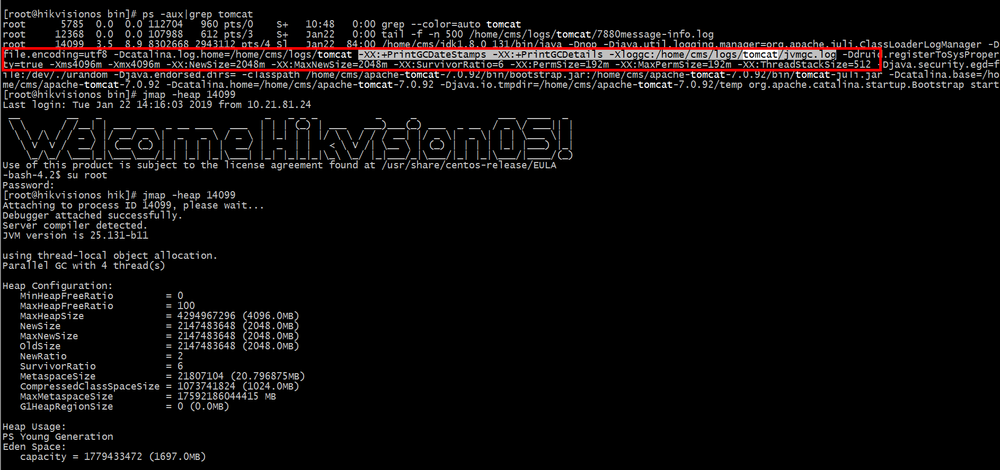 [root@hikvisionos bin]# ps -aux|grep tomcat
root      5785  0.0  0.0 112704   960 pts/0    S+   10:48   0:00 grep --color=auto tomcat
root     12368  0.0  0.0 107988   612 pts/3    S+   Jan22   0:00 tail -f -n 500 /home/cms/logs/tomcat/7880message-info.log
root     14099  3.5  8.9 8302668 2943112 pts/4 Sl   Jan22  84:00 /home/cms/jdk1.8.0_131/bin/java -Dnop -Djava.util.logging.manager=org.apache.juli.ClassLoaderLogManager -D
file.encoding=utf8 -Dcatalina.log.home=/home/cms/logs/tomcat -XX:+PrintGCDateStamps -XX:+PrintGCDetails -Xloggc:/home/cms/logs/tomcat/jvmgc.log -Ddruid.registerToSysProper
ty=true -Xms4096m -Xmx4096m -XX:NewSize=2048m -XX:MaxNewSize=2048m -XX:SurvivorRatio=6 -XX:PermSize=192m -XX:MaxPermSize=192m -XX:ThreadStackSize=512 -Djava.security.egd=f
ile:/dev/./urandom -Djava.endorsed.dirs= -classpath /home/cms/apache-tomcat-7.0.92/bin/bootstrap.jar:/home/cms/apache-tomcat-7.0.92/bin/tomcat-juli.jar -Dcatalina.base=/ho
me/cms/apache-tomcat-7.0.92 -Dcatalina.home=/home/cms/apache-tomcat-7.0.92 -Djava.io.tmpdir=/home/cms/apache-tomcat-7.0.92/temp org.apache.catalina.startup.Bootstrap start
[root@hikvisionos bin]# jmap -heap 14099
Last login: Tue Jan 22 14:16:03 2019 from 10.21.81.24
Welcome HikvisionOS!
Use of this product is subject to the license agreement found at /usr/share/centos-release/EULA
-bash-4.2$ su root
Password:
[root@hikvisionos hik]# jmap -heap 14099
Attaching to process ID 14099, please wait...
Debugger attached successfully.
Server compiler detected.
JVM version is 25.131-b11
using thread-local object allocation.
Parallel GC with 4 thread(s)
Heap Configuration:
   MinHeapFreeRatio         = 0
   MaxHeapFreeRatio         = 100
   MaxHeapSize              = 4294967296 (4096.0MB)
   NewSize                  = 2147483648 (2048.0MB)
   MaxNewSize               = 2147483648 (2048.0MB)
   OldSize                  = 2147483648 (2048.0MB)
   NewRatio                 = 2
   SurvivorRatio            = 6
   MetaspaceSize            = 21807104 (20.796875MB)
   CompressedClassSpaceSize = 1073741824 (1024.0MB)
   MaxMetaspaceSize         = 17592186044415 MB
   G1HeapRegionSize         = 0 (0.0MB)
Heap Usage:
PS Young Generation
Eden Space:
   capacity = 1779433472 (1697.0MB)